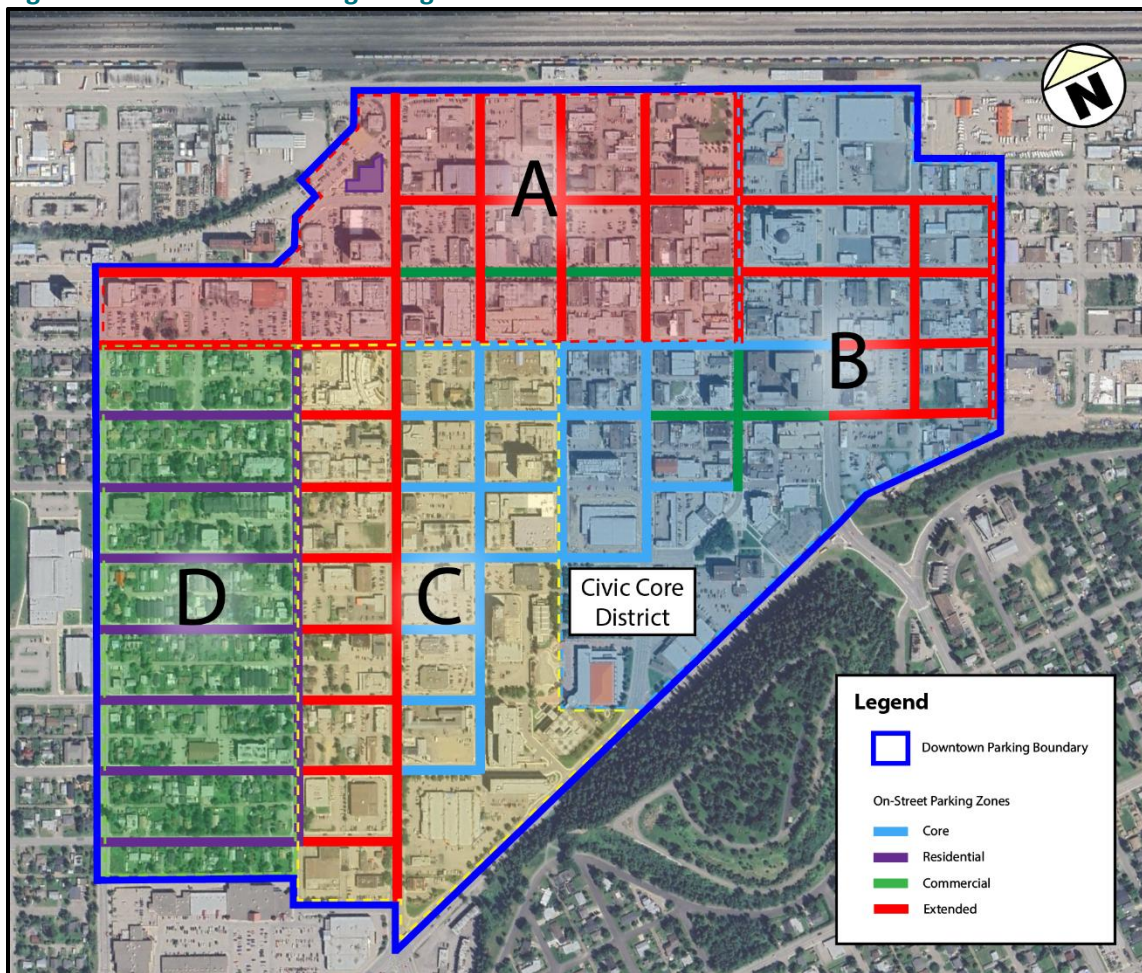 N
A
B
D
C
Civic Core
District
Legend
Downtown Parking Boundary
On-Street Parking Zones
Core
Residential
Commercial
Extended